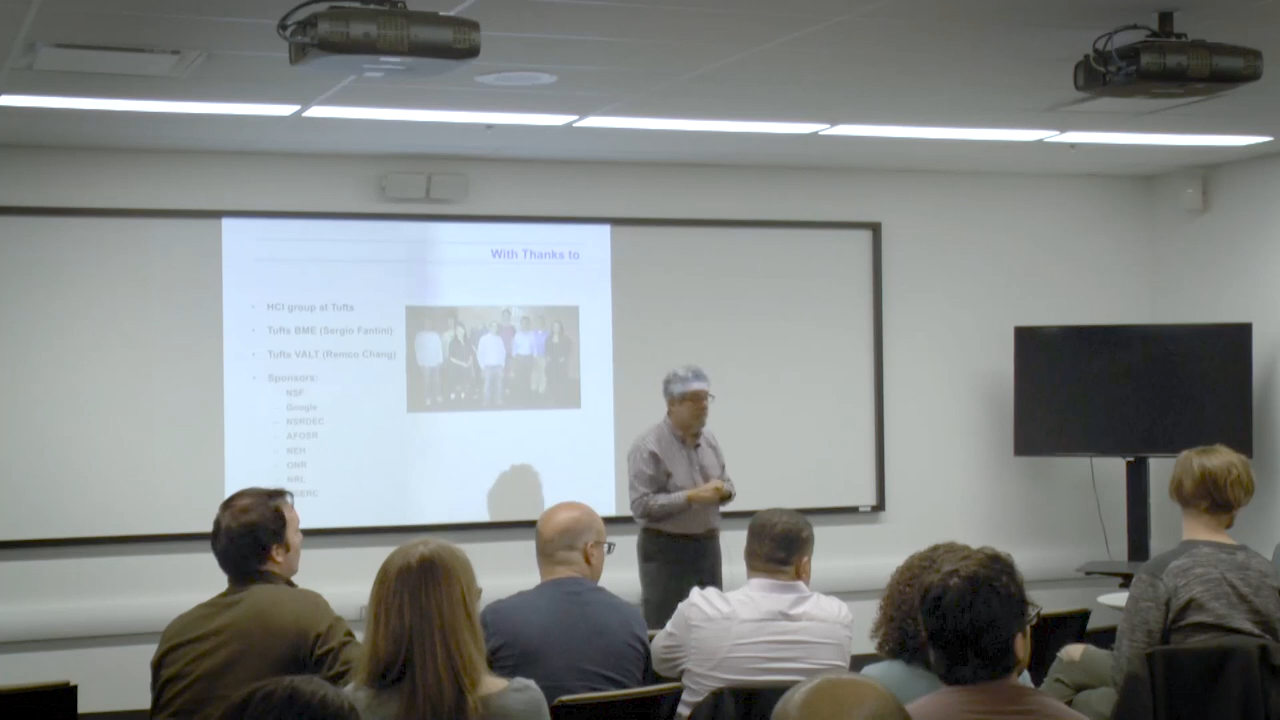 With Thanks to
HCI group at Tufts
Tufts BME (Sergio Fantini)
Tufts VALT (Remco Chang)
Sponsors:
NSF
Google
NSRDEC
AFOSR
NEH
ONR
NRL